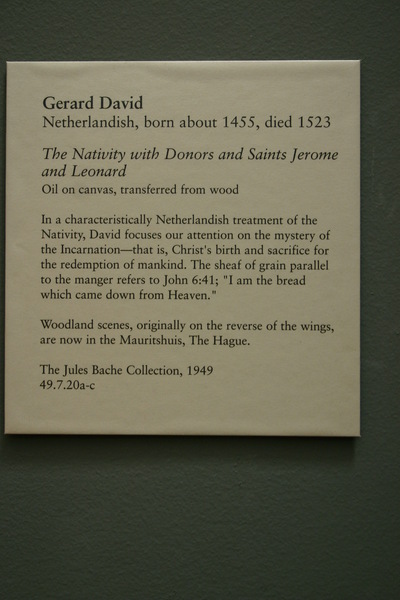 Gerard David
Netherlandish, born about 1455, died 1523
The Nativity with Donors and Saints Jerome
and Leonard
Oil on canvas, transferred from wood
In a characteristically Netherlandish treatment of the
Nativity, David focuses our attention on the mystery of
the Incarnation—that is, Christ's birth and sacrifice for
the redemption of mankind. The sheaf of grain parallel
to the manger refers to John 6:41; "I am the bread
which came down from Heaven."
Woodland scenes, originally on the reverse of the wings,
are now in the Mauritshuis, The Hague.
The Jules Bache Collection, 1949
49.7.20a-c